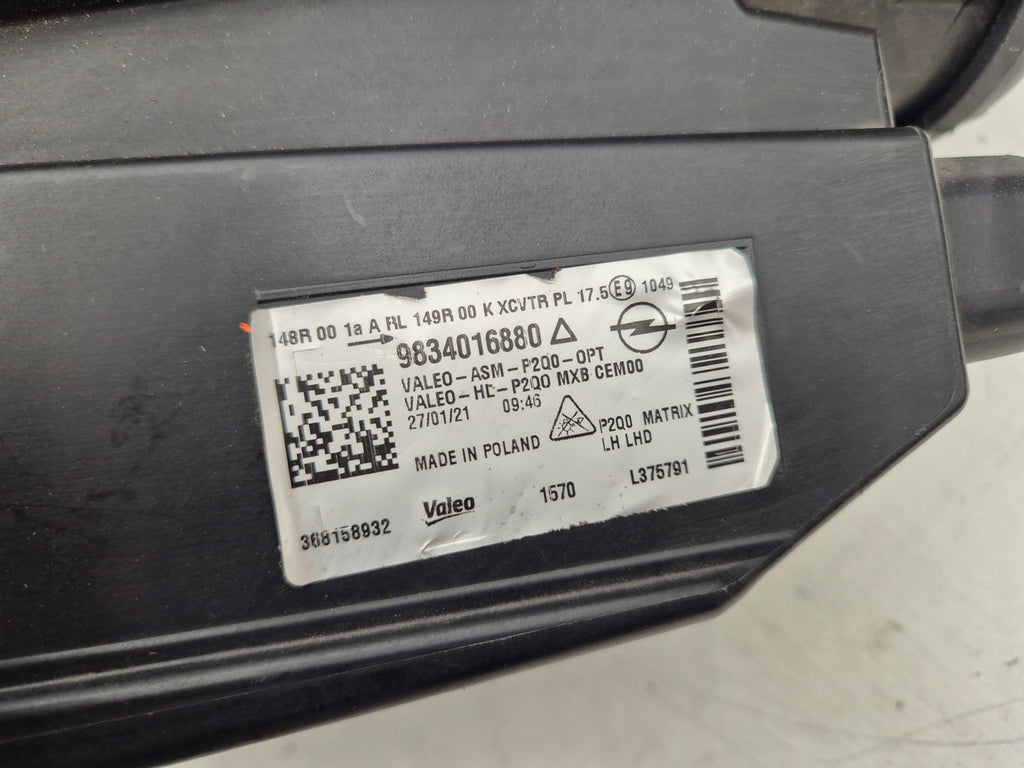 148R 00 1a A RL 149R 00 K XCVTR PL 17.5 E9 1049
9834016880
VALEO-ASM-P2Q0-OPT
VALEO-HL-P2Q0 MXB CEM00
27/01/21 09:46
MADE IN POLAND
P2Q0 MATRIX
LH LHD
368158932
Valeo
1570
L375791